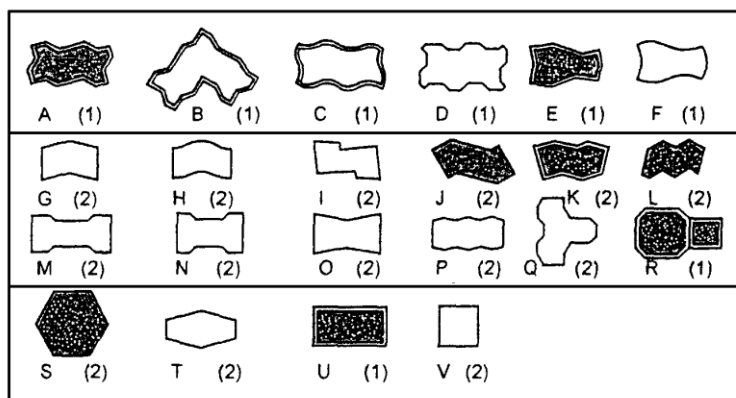 A (1) B (1) C (1) D (1) E (1) F (1)
G (2) H (2) I (2) J (2) K (2) L (2)
M (2) N (2) O (2) P (2) Q (2) R (1)
S (2) T (2) U (1) V (2)